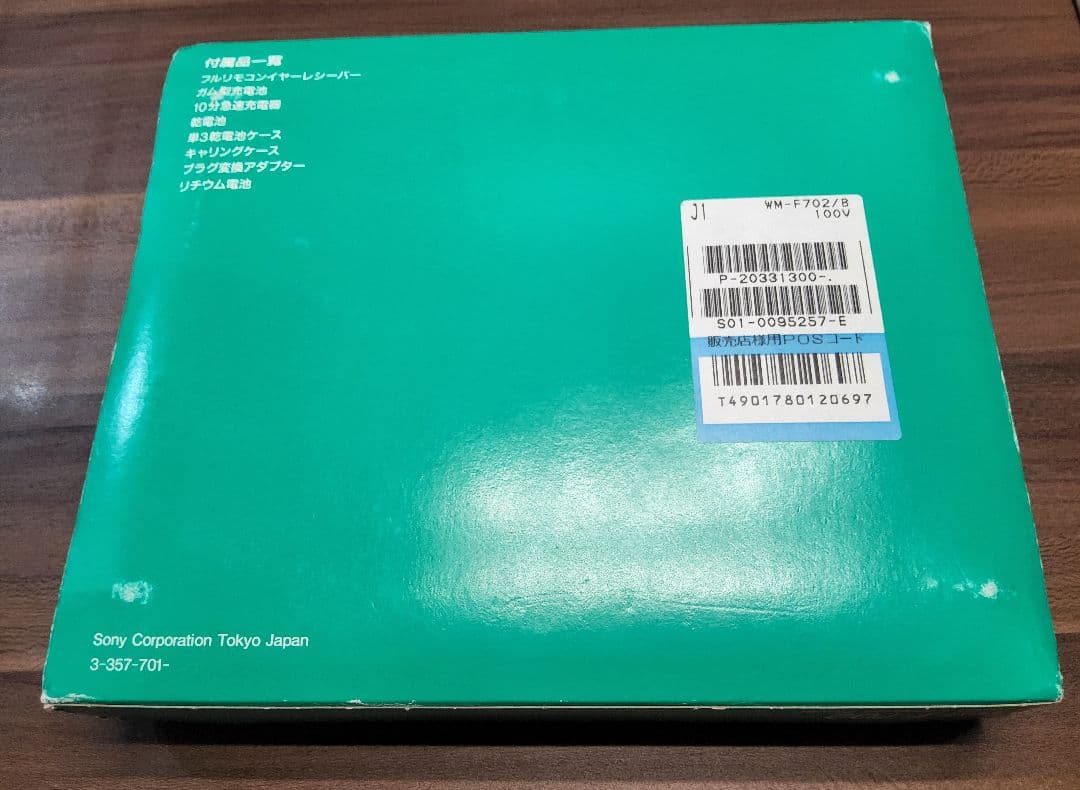 付属品一覧
フルリモコンイヤーレシーバー
ガム型充電池
10分急速充電器
乾電池
単3乾電池ケース
キャリングケース
プラグ変換アダプター
リチウム電池
J1
WM-F702/B
100V
P-20331300-.
S01-0095257-E
販売店様用POSコード
T4901780120697
Sony Corporation Tokyo Japan
3-357-701-